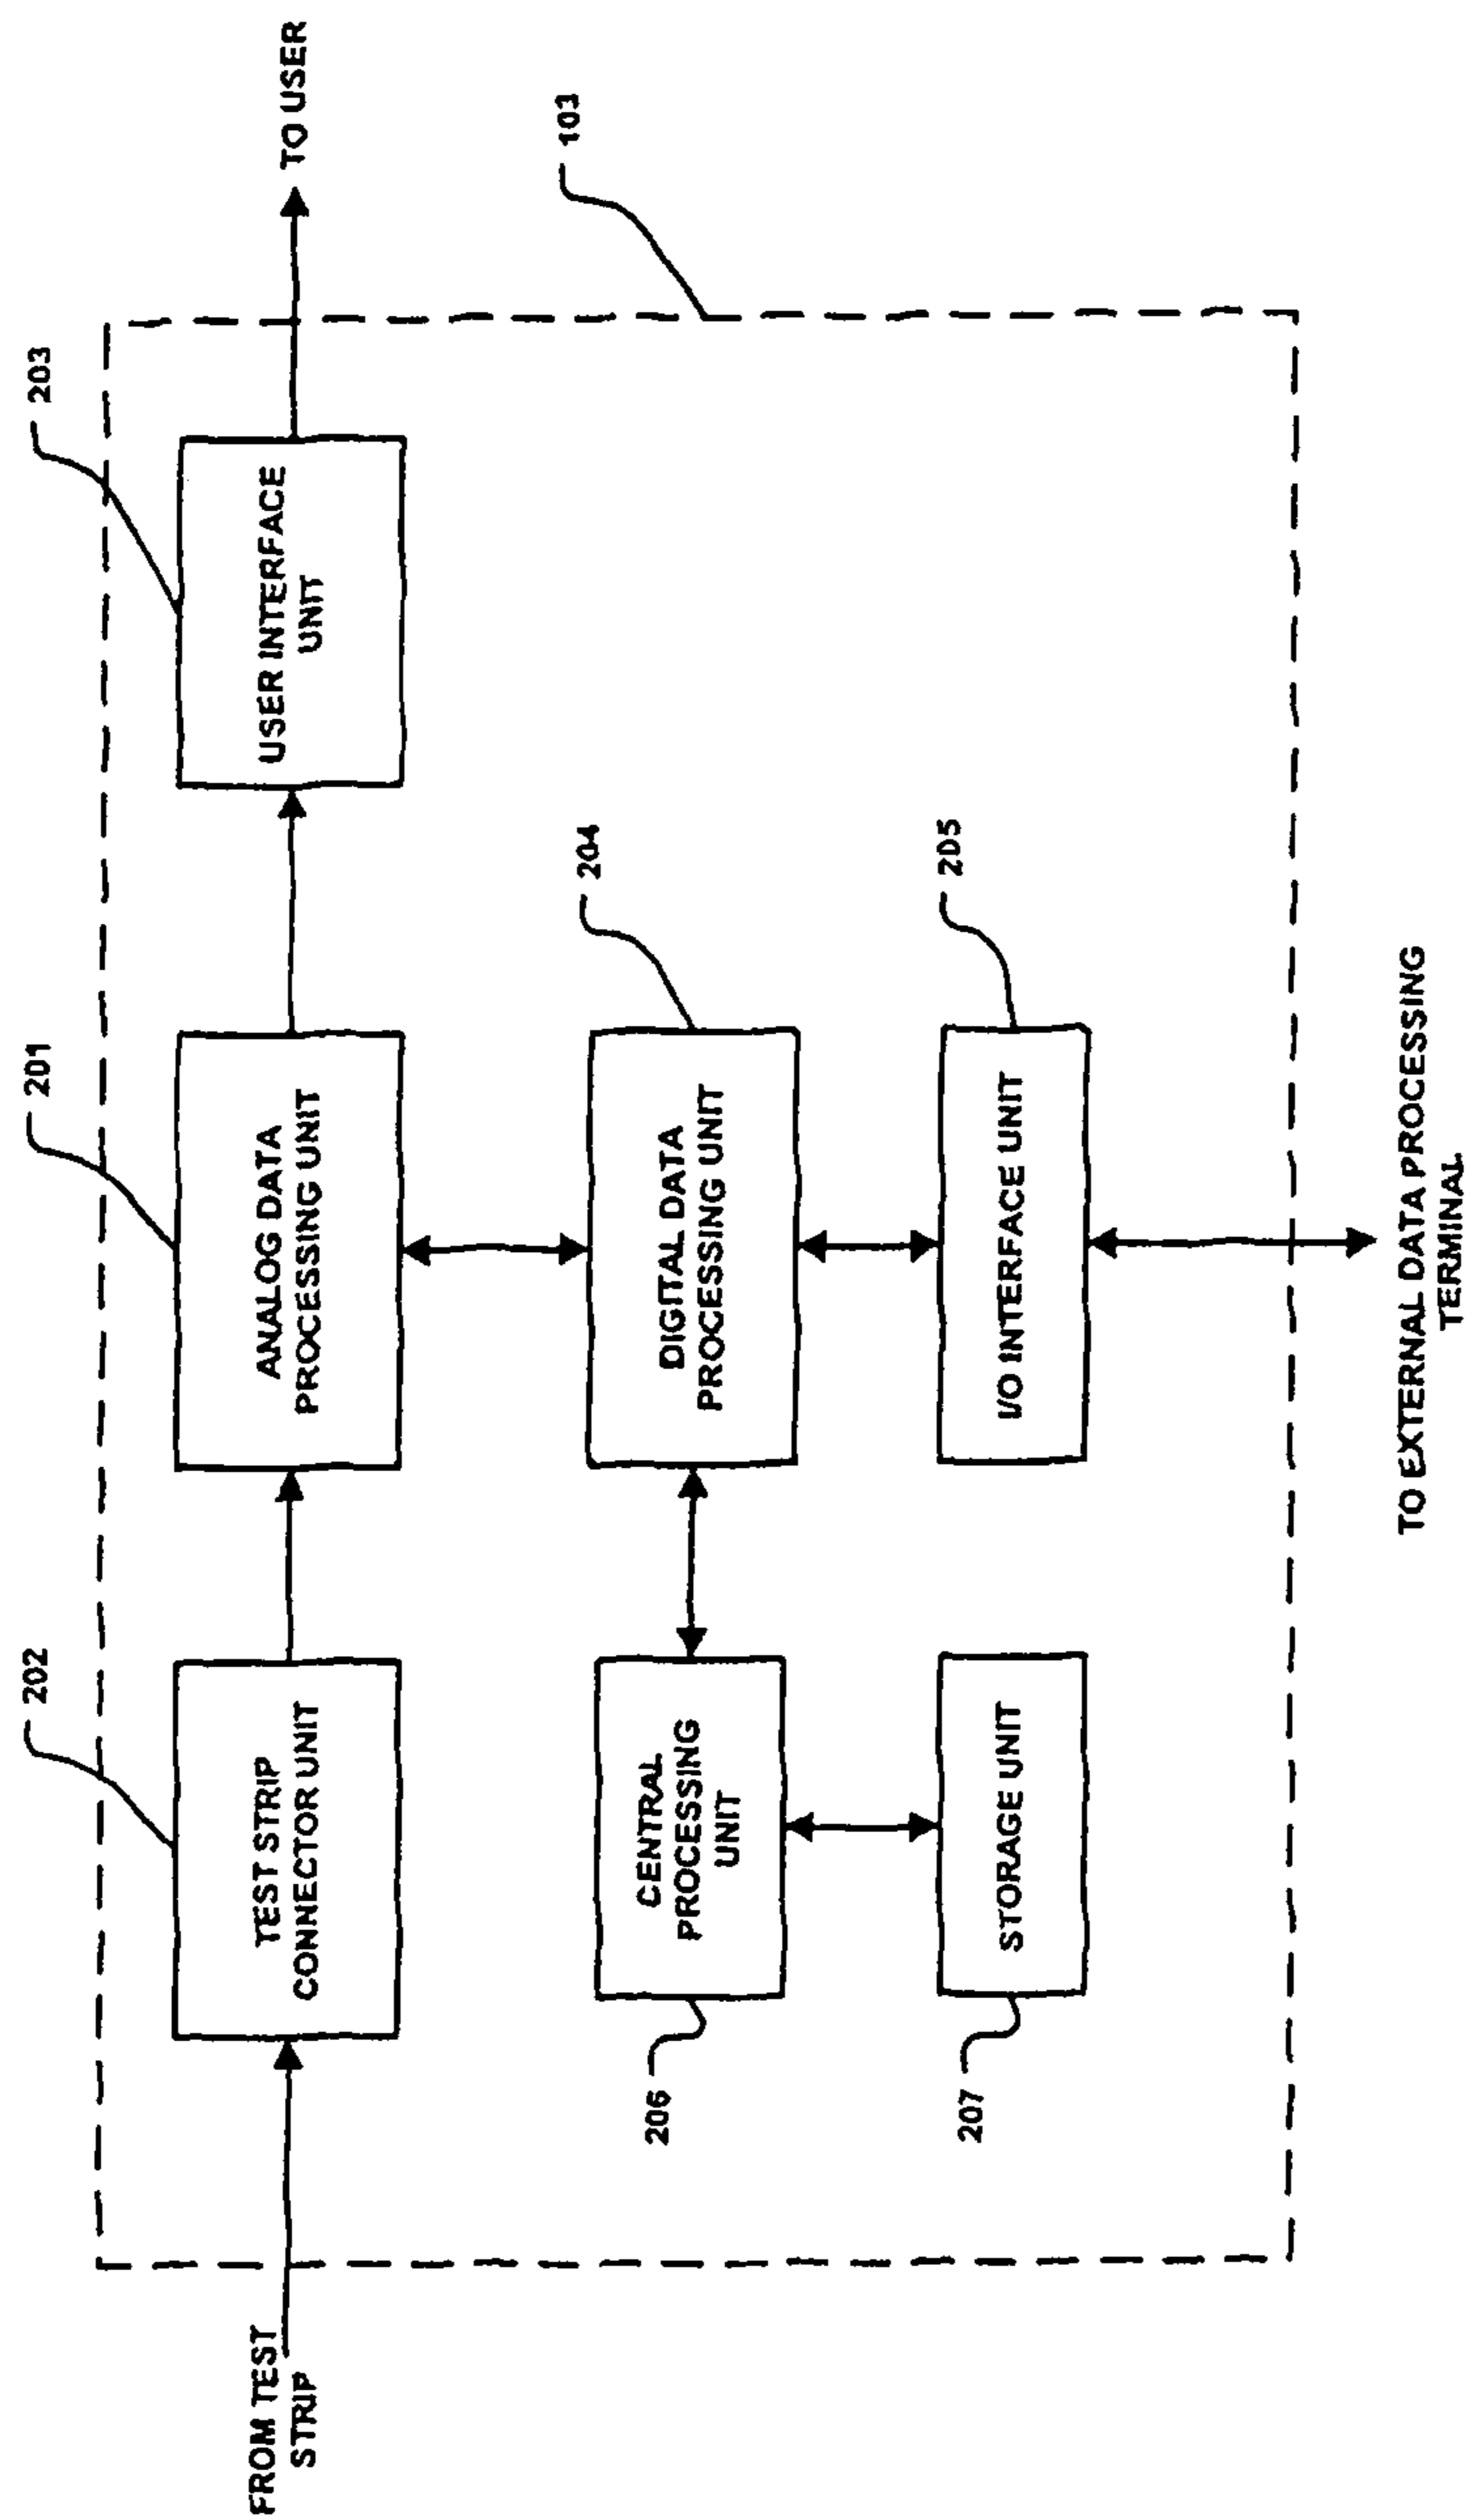 202
201
203
FROM TEST
STRIP
TEST STRIP
CONNECTOR UNIT
ANALOG DATA
PROCESSING UNIT
USER INTERFACE
UNIT
TO USER
103
204
206
CENTRAL
PROCESSING
UNIT
DIGITAL DATA
PROCESSING UNIT
205
207
STORAGE UNIT
I/O INTERFACE UNIT
TO EXTERNAL DATA PROCESSING
TERMINAL